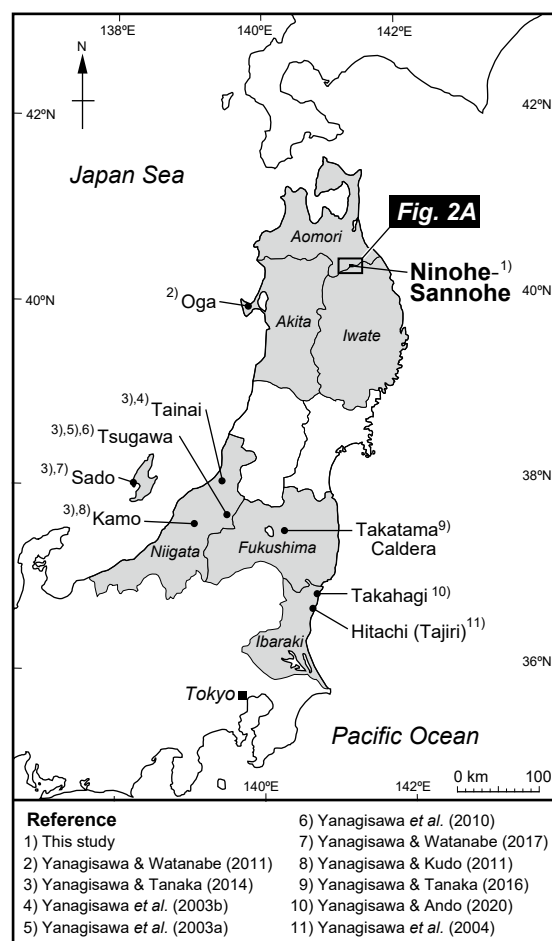 138ºE
140ºE
142ºE
N
42ºN
42ºN
Japan Sea
Fig. 2A
Aomori
Ninohe-1)
Sannohe
40ºN
40ºN
2) Oga
Akita
Iwate
3),4) Tainai
3),5),6) Tsugawa
3),7) Sado
38ºN
3),8) Kamo
Takatama9)
Caldera
Niigata
Fukushima
Takahagi 10)
Hitachi (Tajiri)11)
Ibaraki
36ºN
Tokyo
Pacific Ocean
0 km 100
140ºE
142ºE
Reference
1) This study
2) Yanagisawa & Watanabe (2011)
3) Yanagisawa & Tanaka (2014)
4) Yanagisawa et al. (2003b)
5) Yanagisawa et al. (2003a)
6) Yanagisawa et al. (2010)
7) Yanagisawa & Watanabe (2017)
8) Yanagisawa & Kudo (2011)
9) Yanagisawa & Tanaka (2016)
10) Yanagisawa & Ando (2020)
11) Yanagisawa et al. (2004)